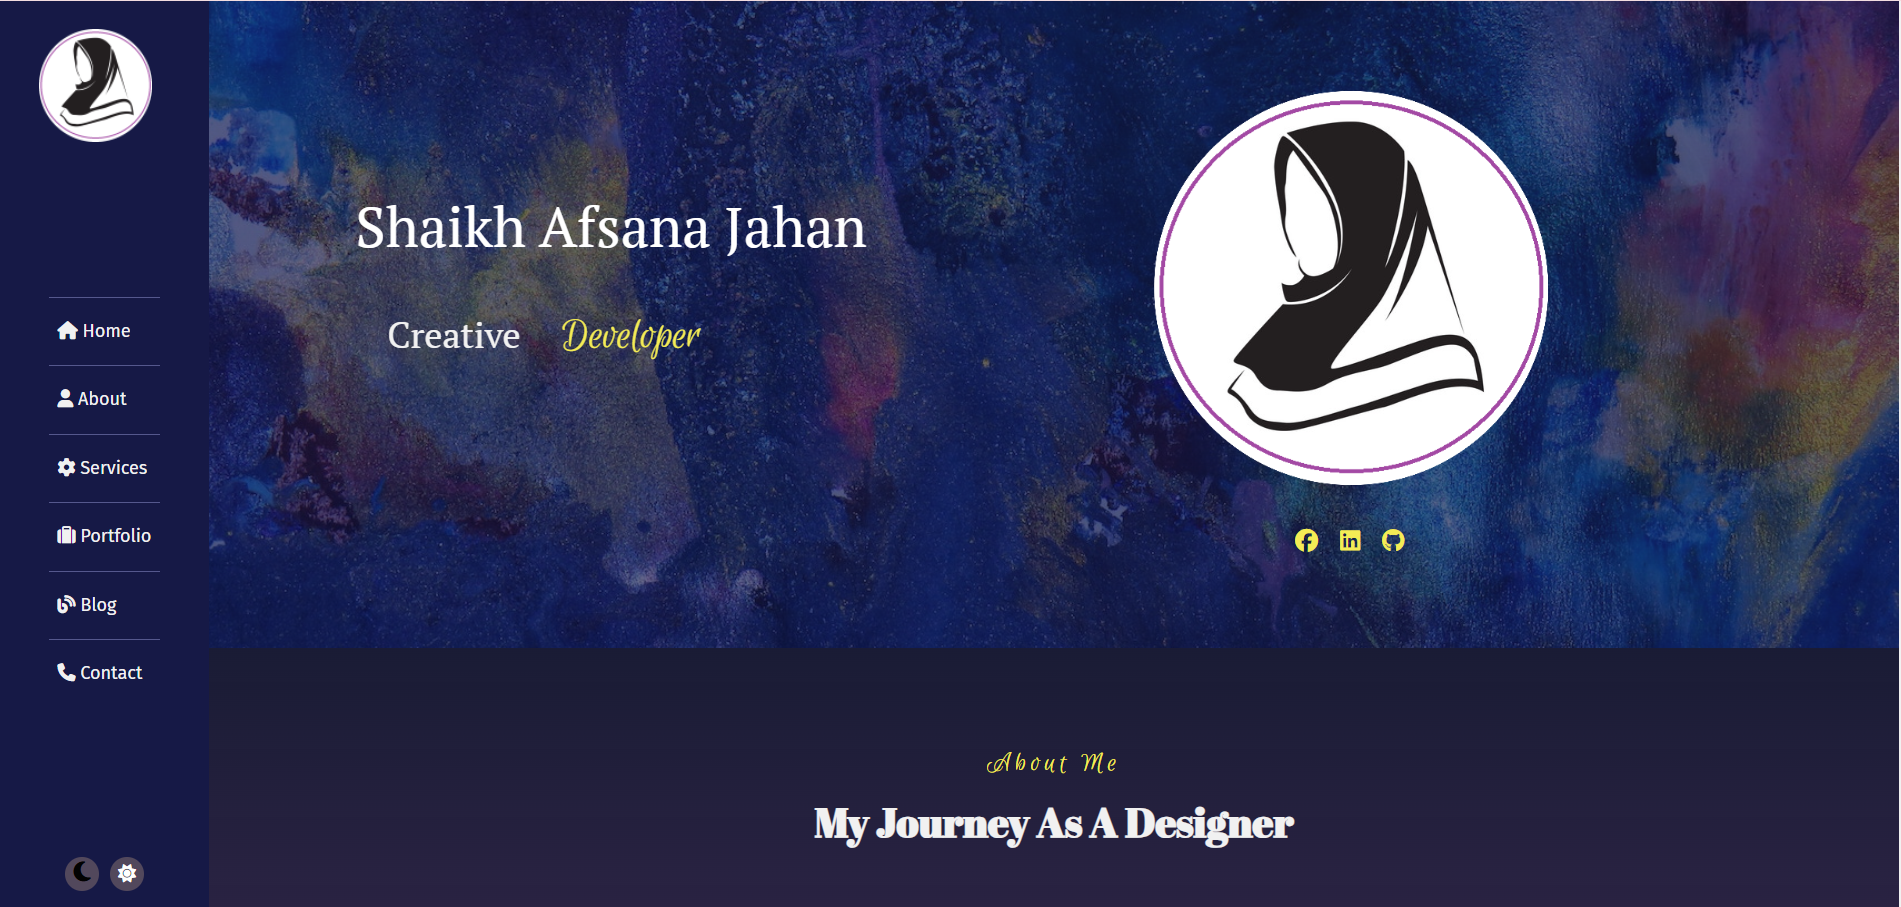 Home
About
Services
Portfolio
Blog
Contact
Shaikh Afsana Jahan
Creative Developer
About Me
My Journey As A Designer